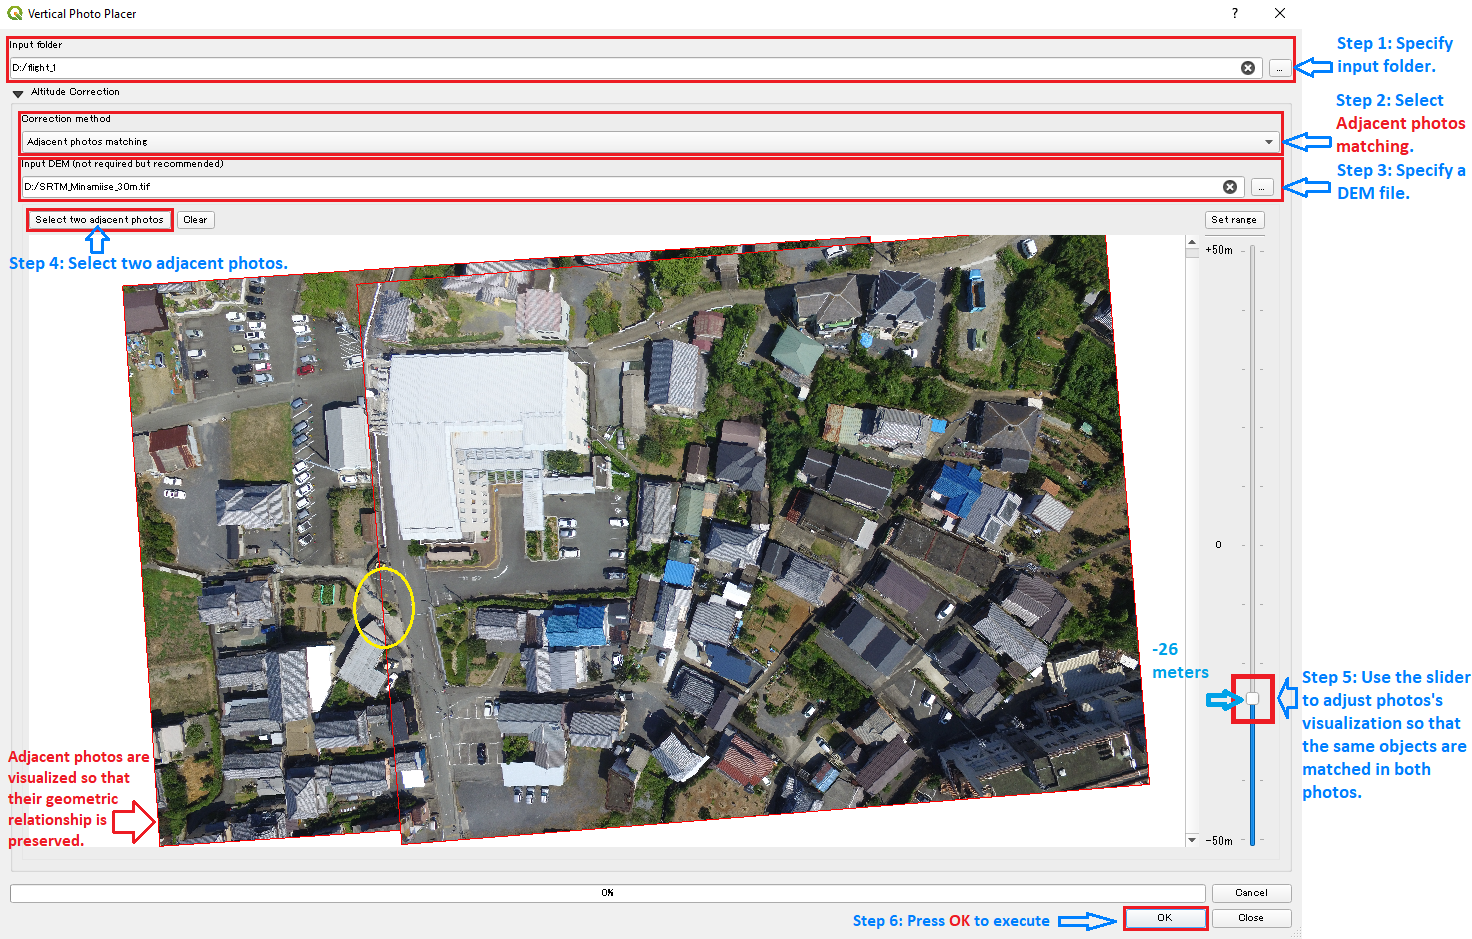 Vertical Photo Placer
?
Input folder
D:/flight_1
...
Step 1: Specify
input folder.
Altitude Correction
Correction method
Adjacent photos matching
Step 2: Select
Adjacent photos
matching.
Input DEM (not required but recommended)
D:/SRTM_Minamiise_30m.tif
...
Step 3: Specify a
DEM file.
Select two adjacent photos
Clear
Set range
Step 4: Select two adjacent photos.
+50m
0
-26
meters
Step 5: Use the slider
to adjust photos's
visualization so that
the same objects are
matched in both
photos.
Adjacent photos are
visualized so that
their geometric
relationship is
preserved.
-50m
0%
Cancel
Step 6: Press OK to execute
OK
Close